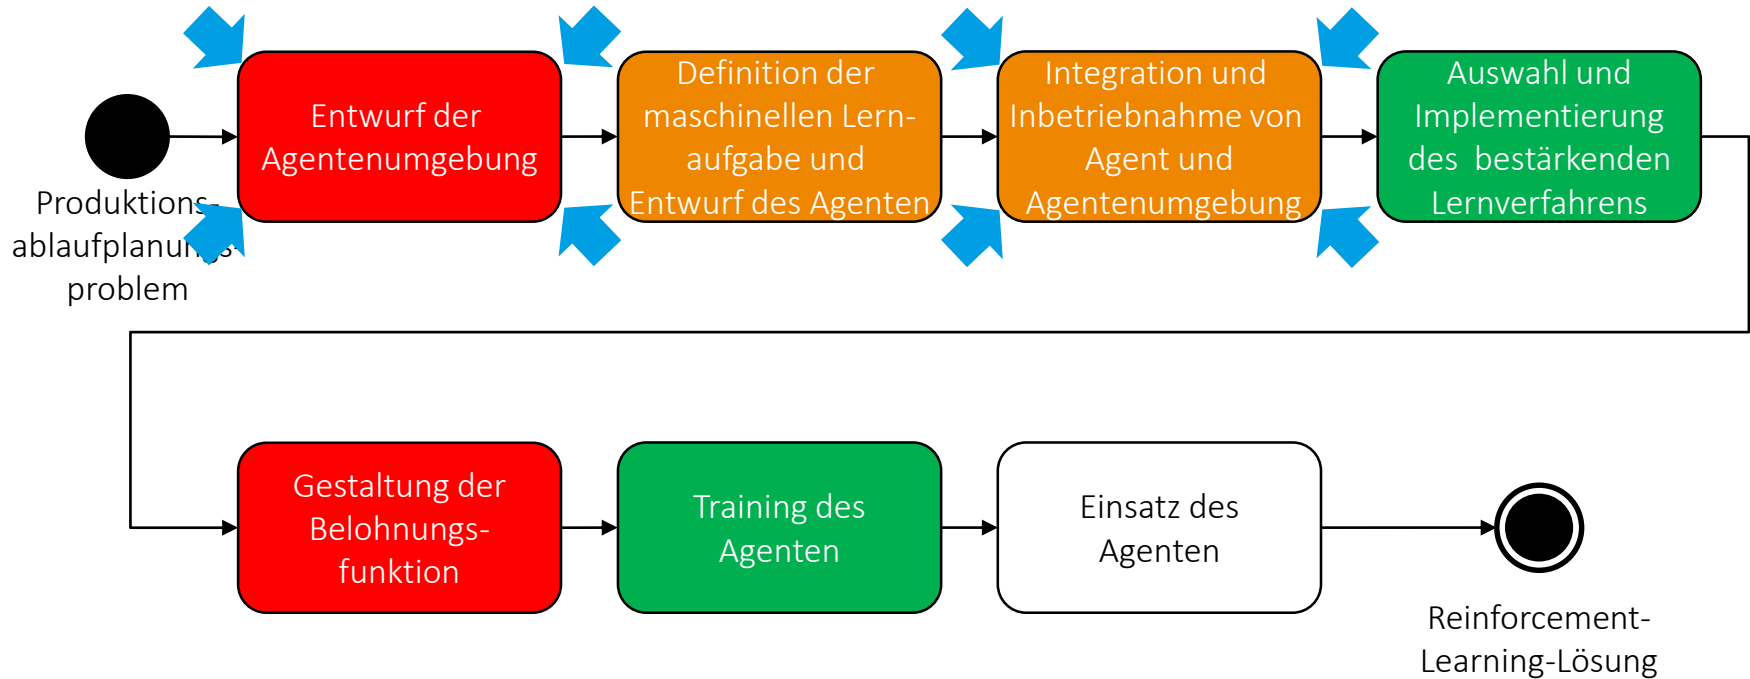 Produktions-
ablaufplanungs-
problem
Entwurf der
Agentenumgebung
Definition der
maschinellen Lern-
aufgabe und
Entwurf des Agenten
Integration und
Inbetriebnahme von
Agent und
Agentenumgebung
Auswahl und
Implementierung
des bestärkenden
Lernverfahrens
Gestaltung der
Belohnungs-
funktion
Training des
Agenten
Einsatz des
Agenten
Reinforcement-
Learning-Lösung